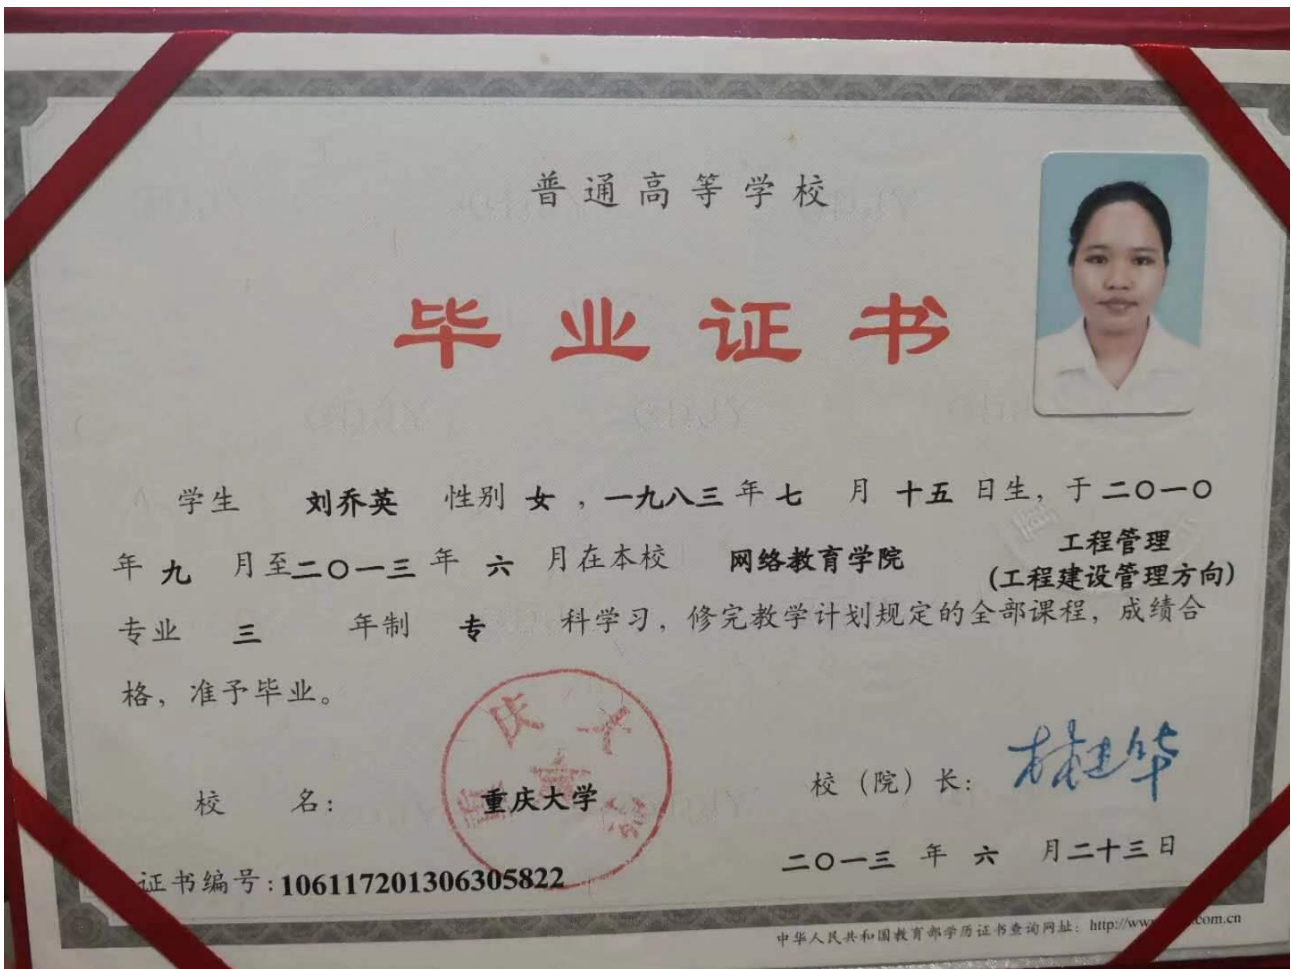 普通高等学校
毕业证书
学生 刘乔英 性别 女 ，一九八三 年 七 月 十五 日生，于 二〇一〇
年 九 月至二〇一三 年 六 月在本校 网络教育学院 工程管理
(工程建设管理方向)
专业 三 年制 专 科学习，修完教学计划规定的全部课程，成绩合
格，准予毕业。
校 名： 重庆大学
重庆大学
校（院）长：
二〇一三 年 六 月二十三日
证书编号:106117201306305822
中华人民共和国教育部学历证书查询网址：http://ww .com.cn